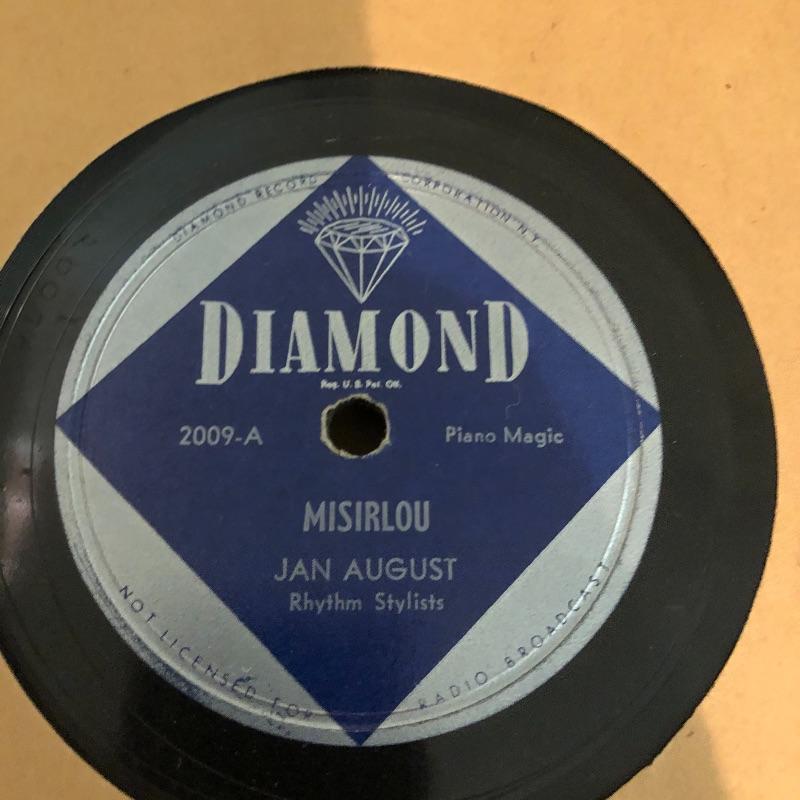 DIAMOND RECORD CORPORATION N.Y.
DIAMOND
Reg. U.S. Pat. Off.
2009-A
Piano Magic
MISIRLOU
JAN AUGUST
Rhythm Stylists
NOT LICENSED FOR RADIO BROADCAST